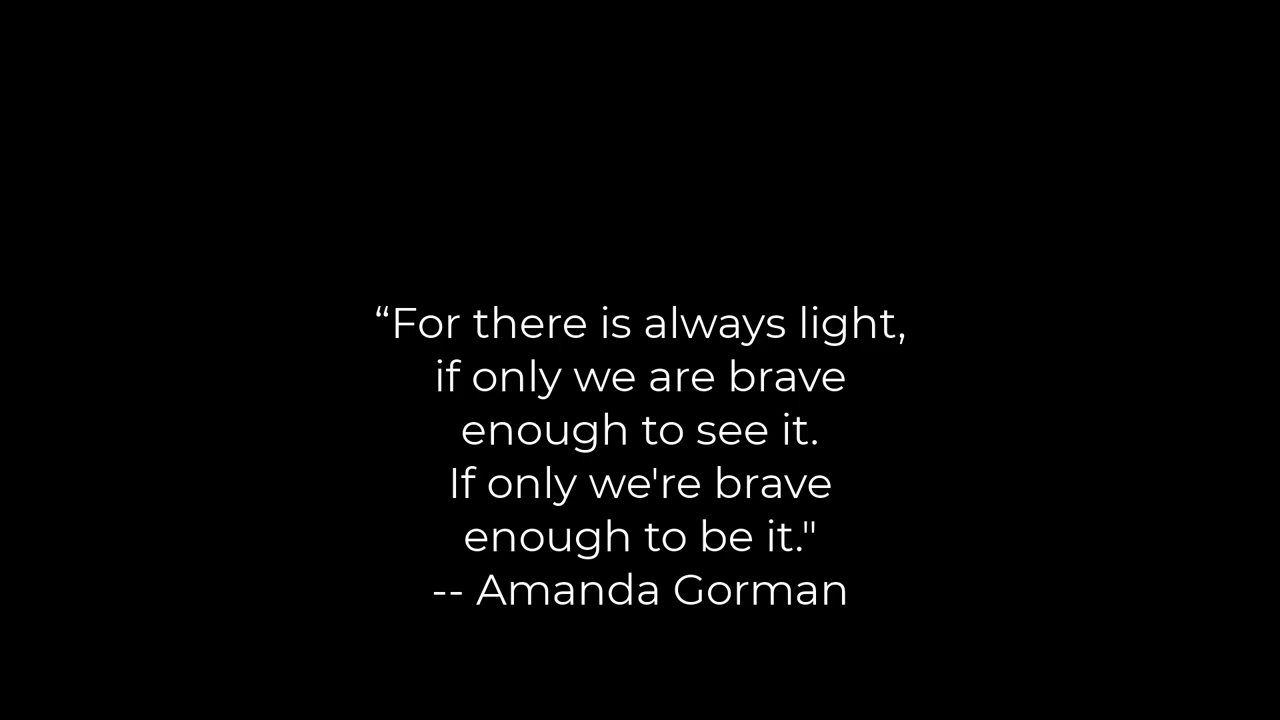 “For there is always light,
if only we are brave
enough to see it.
If only we're brave
enough to be it."
-- Amanda Gorman